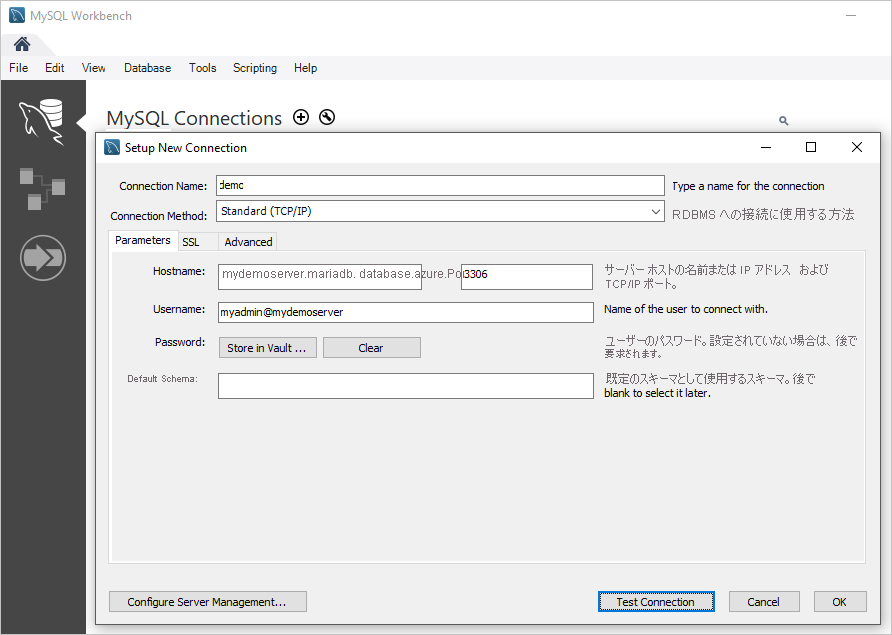 MySQL Workbench
File Edit View Database Tools Scripting Help
MySQL Connections
Setup New Connection
Connection Name: demo Type a name for the connection
Connection Method: Standard (TCP/IP) RDBMS への接続に使用する方法
Parameters SSL Advanced
Hostname: mydemoserver.mariadb. database.azure. 3306 サーバー ホストの名前または IP アドレス および
TCP/IP ポート。
Username: myadmin@mydemoserver Name of the user to connect with.
Password: Store in Vault ... Clear ユーザーのパスワード。設定されていない場合は、後で
要求されます。
Default Schema: 既定のスキーマとして使用するスキーマ。後で
blank to select it later.
Configure Server Management... Test Connection Cancel OK